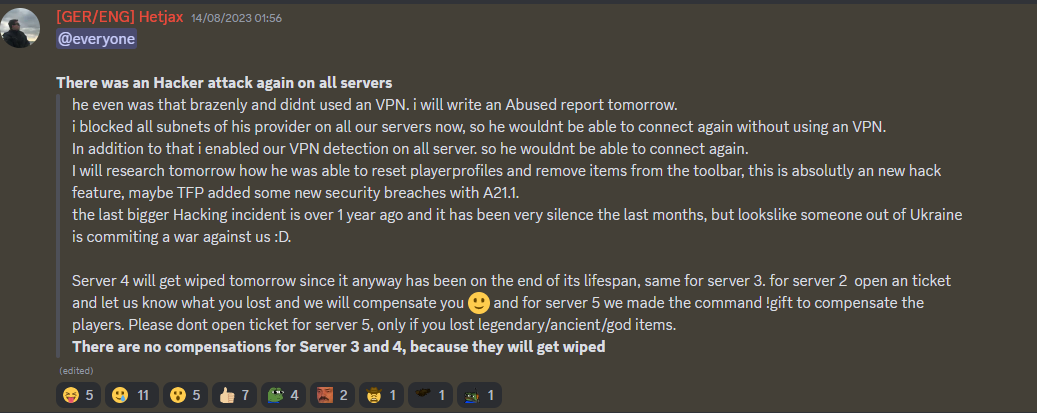 [GER/ENG] Hetjax 14/08/2023 01:56
@everyone
There was an Hacker attack again on all servers
he even was that brazenly and didnt used an VPN. i will write an Abused report tomorrow.
i blocked all subnets of his provider on all our servers now, so he wouldnt be able to connect again without using an VPN.
In addition to that i enabled our VPN detection on all server. so he wouldnt be able to connect again.
I will research tomorrow how he was able to reset playerprofiles and remove items from the toolbar, this is absolutly an new hack
feature, maybe TFP added some new security breaches with A21.1.
the last bigger Hacking incident is over 1 year ago and it has been very silence the last months, but lookslike someone out of Ukraine
is commiting a war against us :D.
Server 4 will get wiped tomorrow since it anyway has been on the end of its lifespan, same for server 3. for server 2 open an ticket
and let us know what you lost and we will compensate you 🙂 and for server 5 we made the command !gift to compensate the
players. Please dont open ticket for server 5, only if you lost legendary/ancient/god items.
There are no compensations for Server 3 and 4, because they will get wiped
(edited)
5 11 5 7 4 2 1 1 1